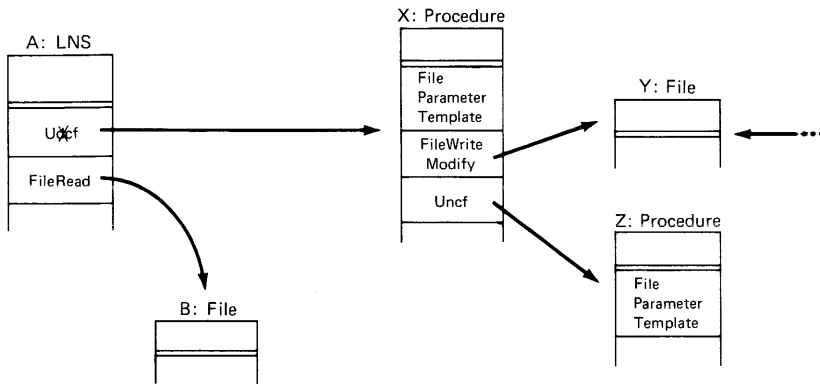 A: LNS
FileRead
B: File
X: Procedure
File
Parameter
Template
FileWrite
Modify
Uncf
Y: File
Z: Procedure
File
Parameter
Template